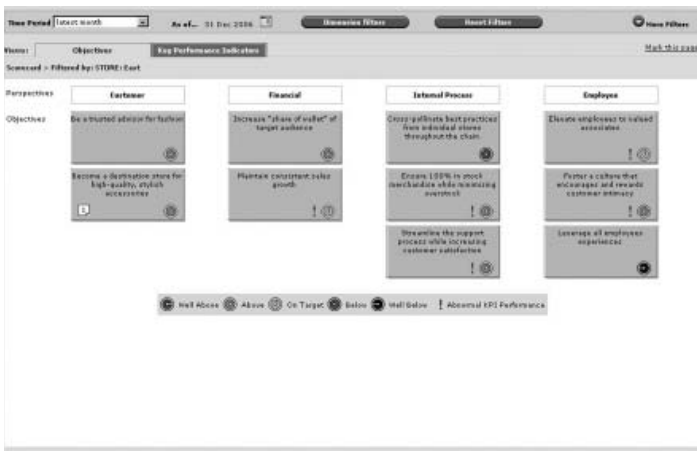 Time Period latest month As of... 31 Dec 2006 Dimension Filters Reset Filters More Filters
Views: Objectives Key Performance Indicators Mark this page
Scorecard > Filtered by: STORE: East
Perspectives Customer Financial Internal Process Employee
Objectives
Be a trusted advisor for fashion
Increase "share of wallet" of
target audience
Cross-pollinate best practices
from individual stores
throughout the chain.
Elevate employees to valued
associates
!
Become a destination store for
high-quality, stylish
accessories
Maintain consistent sales
growth
!
Ensure 100% in stock
merchandise while minimizing
overstock
!
Foster a culture that
encourages and rewards
customer intimacy
!
Streamline the support
process while increasing
customer satisfaction
!
Leverage all employees
experiences
Well Above Above On Target Below Well Below ! Abnormal KPI Performance